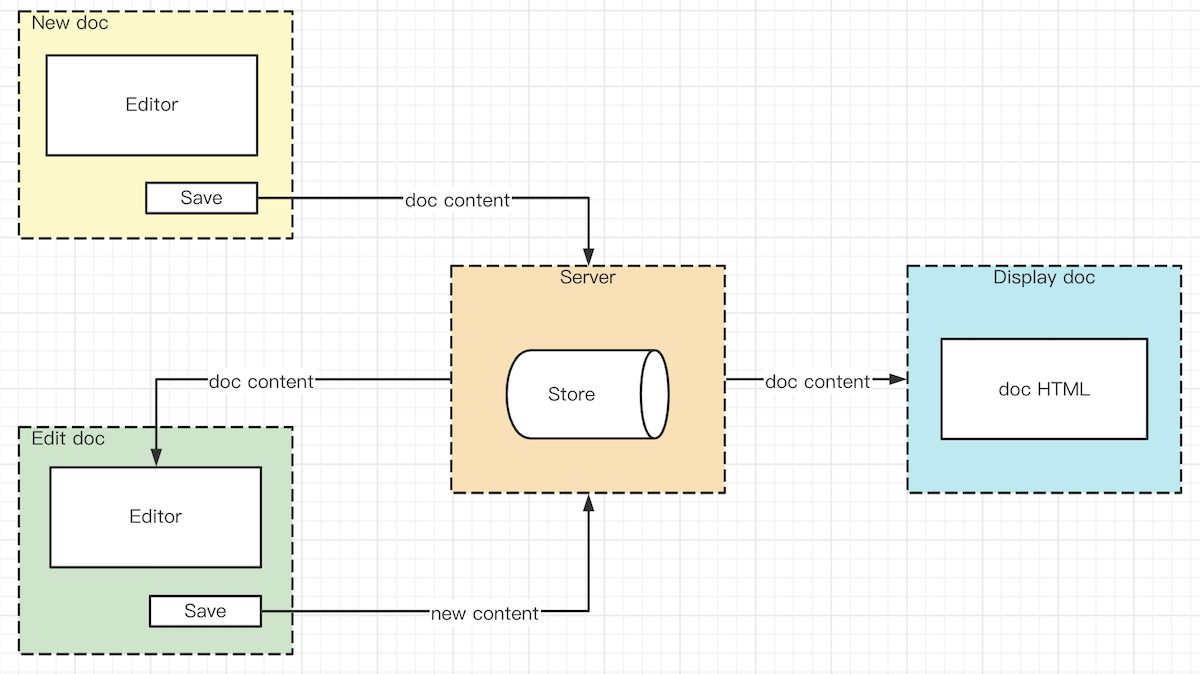 New doc
Editor
Save
doc content
Server
Store
Display doc
doc HTML
doc content
doc content
Edit doc
Editor
Save
new content